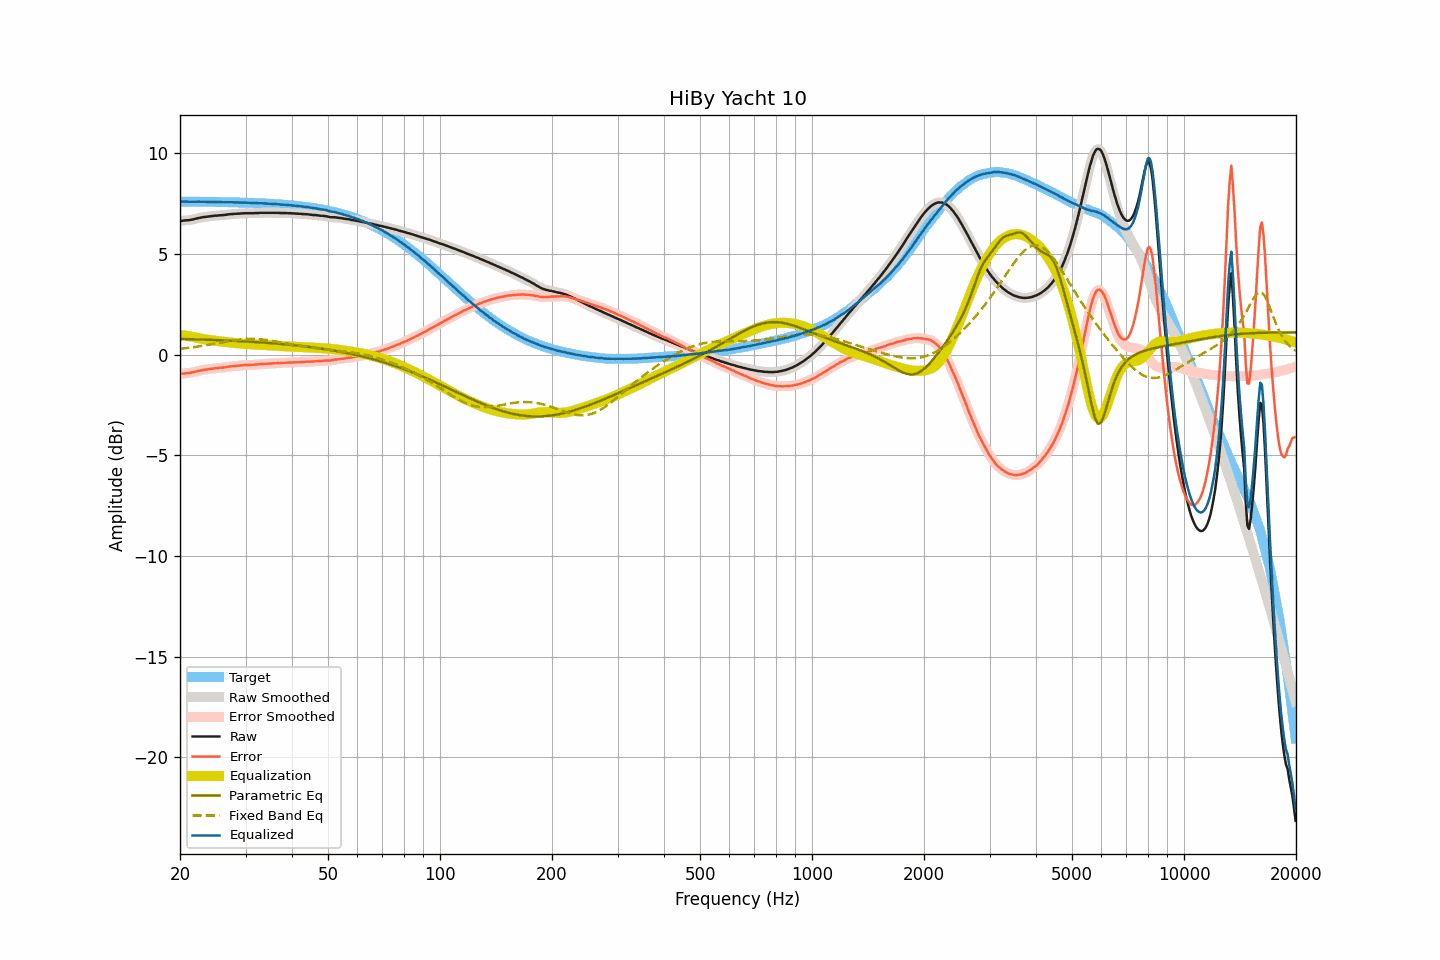 HiBy Yacht 10
Amplitude (dBr)
10
5
0
−5
−10
−15
−20
Target
Raw Smoothed
Error Smoothed
Raw
Error
Equalization
Parametric Eq
Fixed Band Eq
Equalized
20 50 100 200 500 1000 2000 5000 10000 20000
Frequency (Hz)